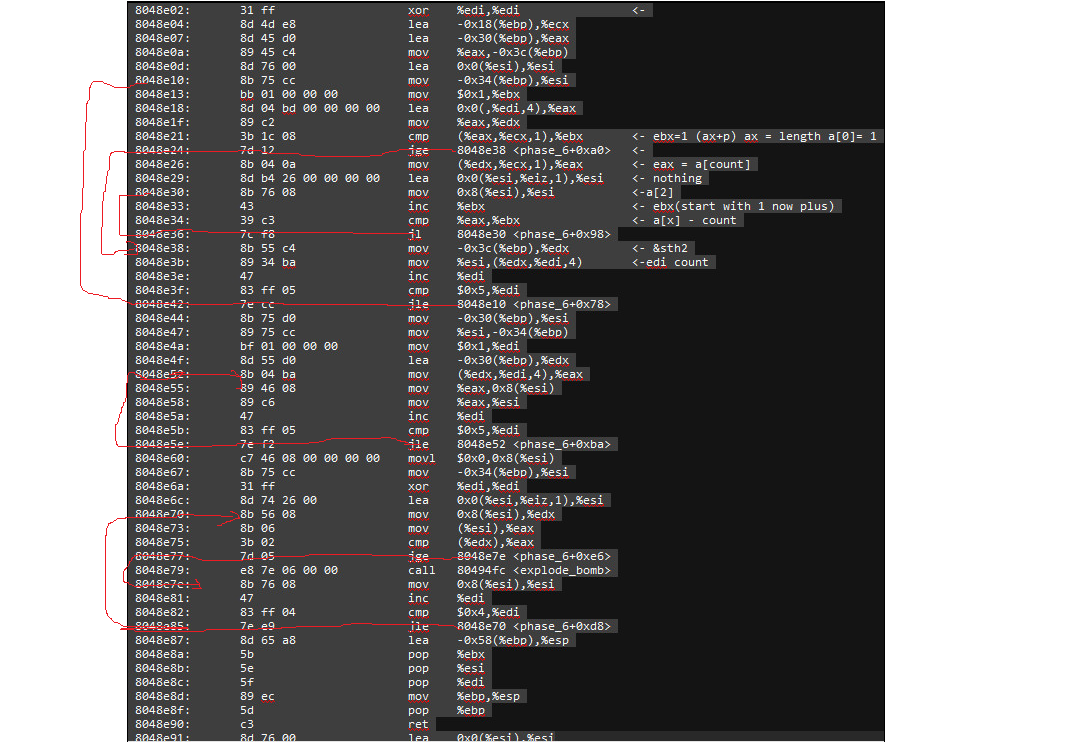 8048e02: 31 ff xor %edi,%edi <-
8048e04: 8d 4d e8 lea -0x18(%ebp),%ecx
8048e07: 8d 45 d0 lea -0x30(%ebp),%eax
8048e0a: 89 45 c4 mov %eax,-0x3c(%ebp)
8048e0d: 8d 76 00 lea 0x0(%esi),%esi
8048e10: 8b 75 cc mov -0x34(%ebp),%esi
8048e13: bb 01 00 00 00 mov $0x1,%ebx
8048e18: 8d 04 bd 00 00 00 00 lea 0x0(,%edi,4),%eax
8048e1f: 89 c2 mov %eax,%edx
8048e21: 3b 1c 08 cmp (%eax,%ecx,1),%ebx <- ebx=1 (ax+p) ax = length a[0]= 1
8048e24: 7d 12 jge 8048e38 <phase_6+0xa0> <-
8048e26: 8b 04 0a mov (%edx,%ecx,1),%eax <- eax = a[count]
8048e29: 8d b4 26 00 00 00 00 lea 0x0(%esi,%eiz,1),%esi <- nothing
8048e30: 8b 76 08 mov 0x8(%esi),%esi <-a[2]
8048e33: 43 inc %ebx <- ebx(start with 1 now plus)
8048e34: 39 c3 cmp %eax,%ebx <- a[x] - count
8048e36: 7c f8 jl 8048e30 <phase_6+0x98>
8048e38: 8b 55 c4 mov -0x3c(%ebp),%edx <- &sth2
8048e3b: 89 34 ba mov %esi,(%edx,%edi,4) <-edi count
8048e3e: 47 inc %edi
8048e3f: 83 ff 05 cmp $0x5,%edi
8048e42: 7e cc jle 8048e10 <phase_6+0x78>
8048e44: 8b 75 d0 mov -0x30(%ebp),%esi
8048e47: 89 75 cc mov %esi,-0x34(%ebp)
8048e4a: bf 01 00 00 00 mov $0x1,%edi
8048e4f: 8d 55 d0 lea -0x30(%ebp),%edx
8048e52: 8b 04 ba mov (%edx,%edi,4),%eax
8048e55: 89 46 08 mov %eax,0x8(%esi)
8048e58: 89 c6 mov %eax,%esi
8048e5a: 47 inc %edi
8048e5b: 83 ff 05 cmp $0x5,%edi
8048e5e: 7e f2 jle 8048e52 <phase_6+0xba>
8048e60: c7 46 08 00 00 00 00 movl $0x0,0x8(%esi)
8048e67: 8b 75 cc mov -0x34(%ebp),%esi
8048e6a: 31 ff xor %edi,%edi
8048e6c: 8d 74 26 00 lea 0x0(%esi,%eiz,1),%esi
8048e70: 8b 56 08 mov 0x8(%esi),%edx
8048e73: 8b 06 mov (%esi),%eax
8048e75: 3b 02 cmp (%edx),%eax
8048e77: 7d 05 jge 8048e7e <phase_6+0xe6>
8048e79: e8 7e 06 00 00 call 80494fc <explode_bomb>
8048e7e: 8b 76 08 mov 0x8(%esi),%esi
8048e81: 47 inc %edi
8048e82: 83 ff 04 cmp $0x4,%edi
8048e85: 7e e9 jle 8048e70 <phase_6+0xd8>
8048e87: 8d 65 a8 lea -0x58(%ebp),%esp
8048e8a: 5b pop %ebx
8048e8b: 5e pop %esi
8048e8c: 5f pop %edi
8048e8d: 89 ec mov %ebp,%esp
8048e8f: 5d pop %ebp
8048e90: c3 ret
8048e91: 8d 76 00 lea 0x0(%esi),%esi